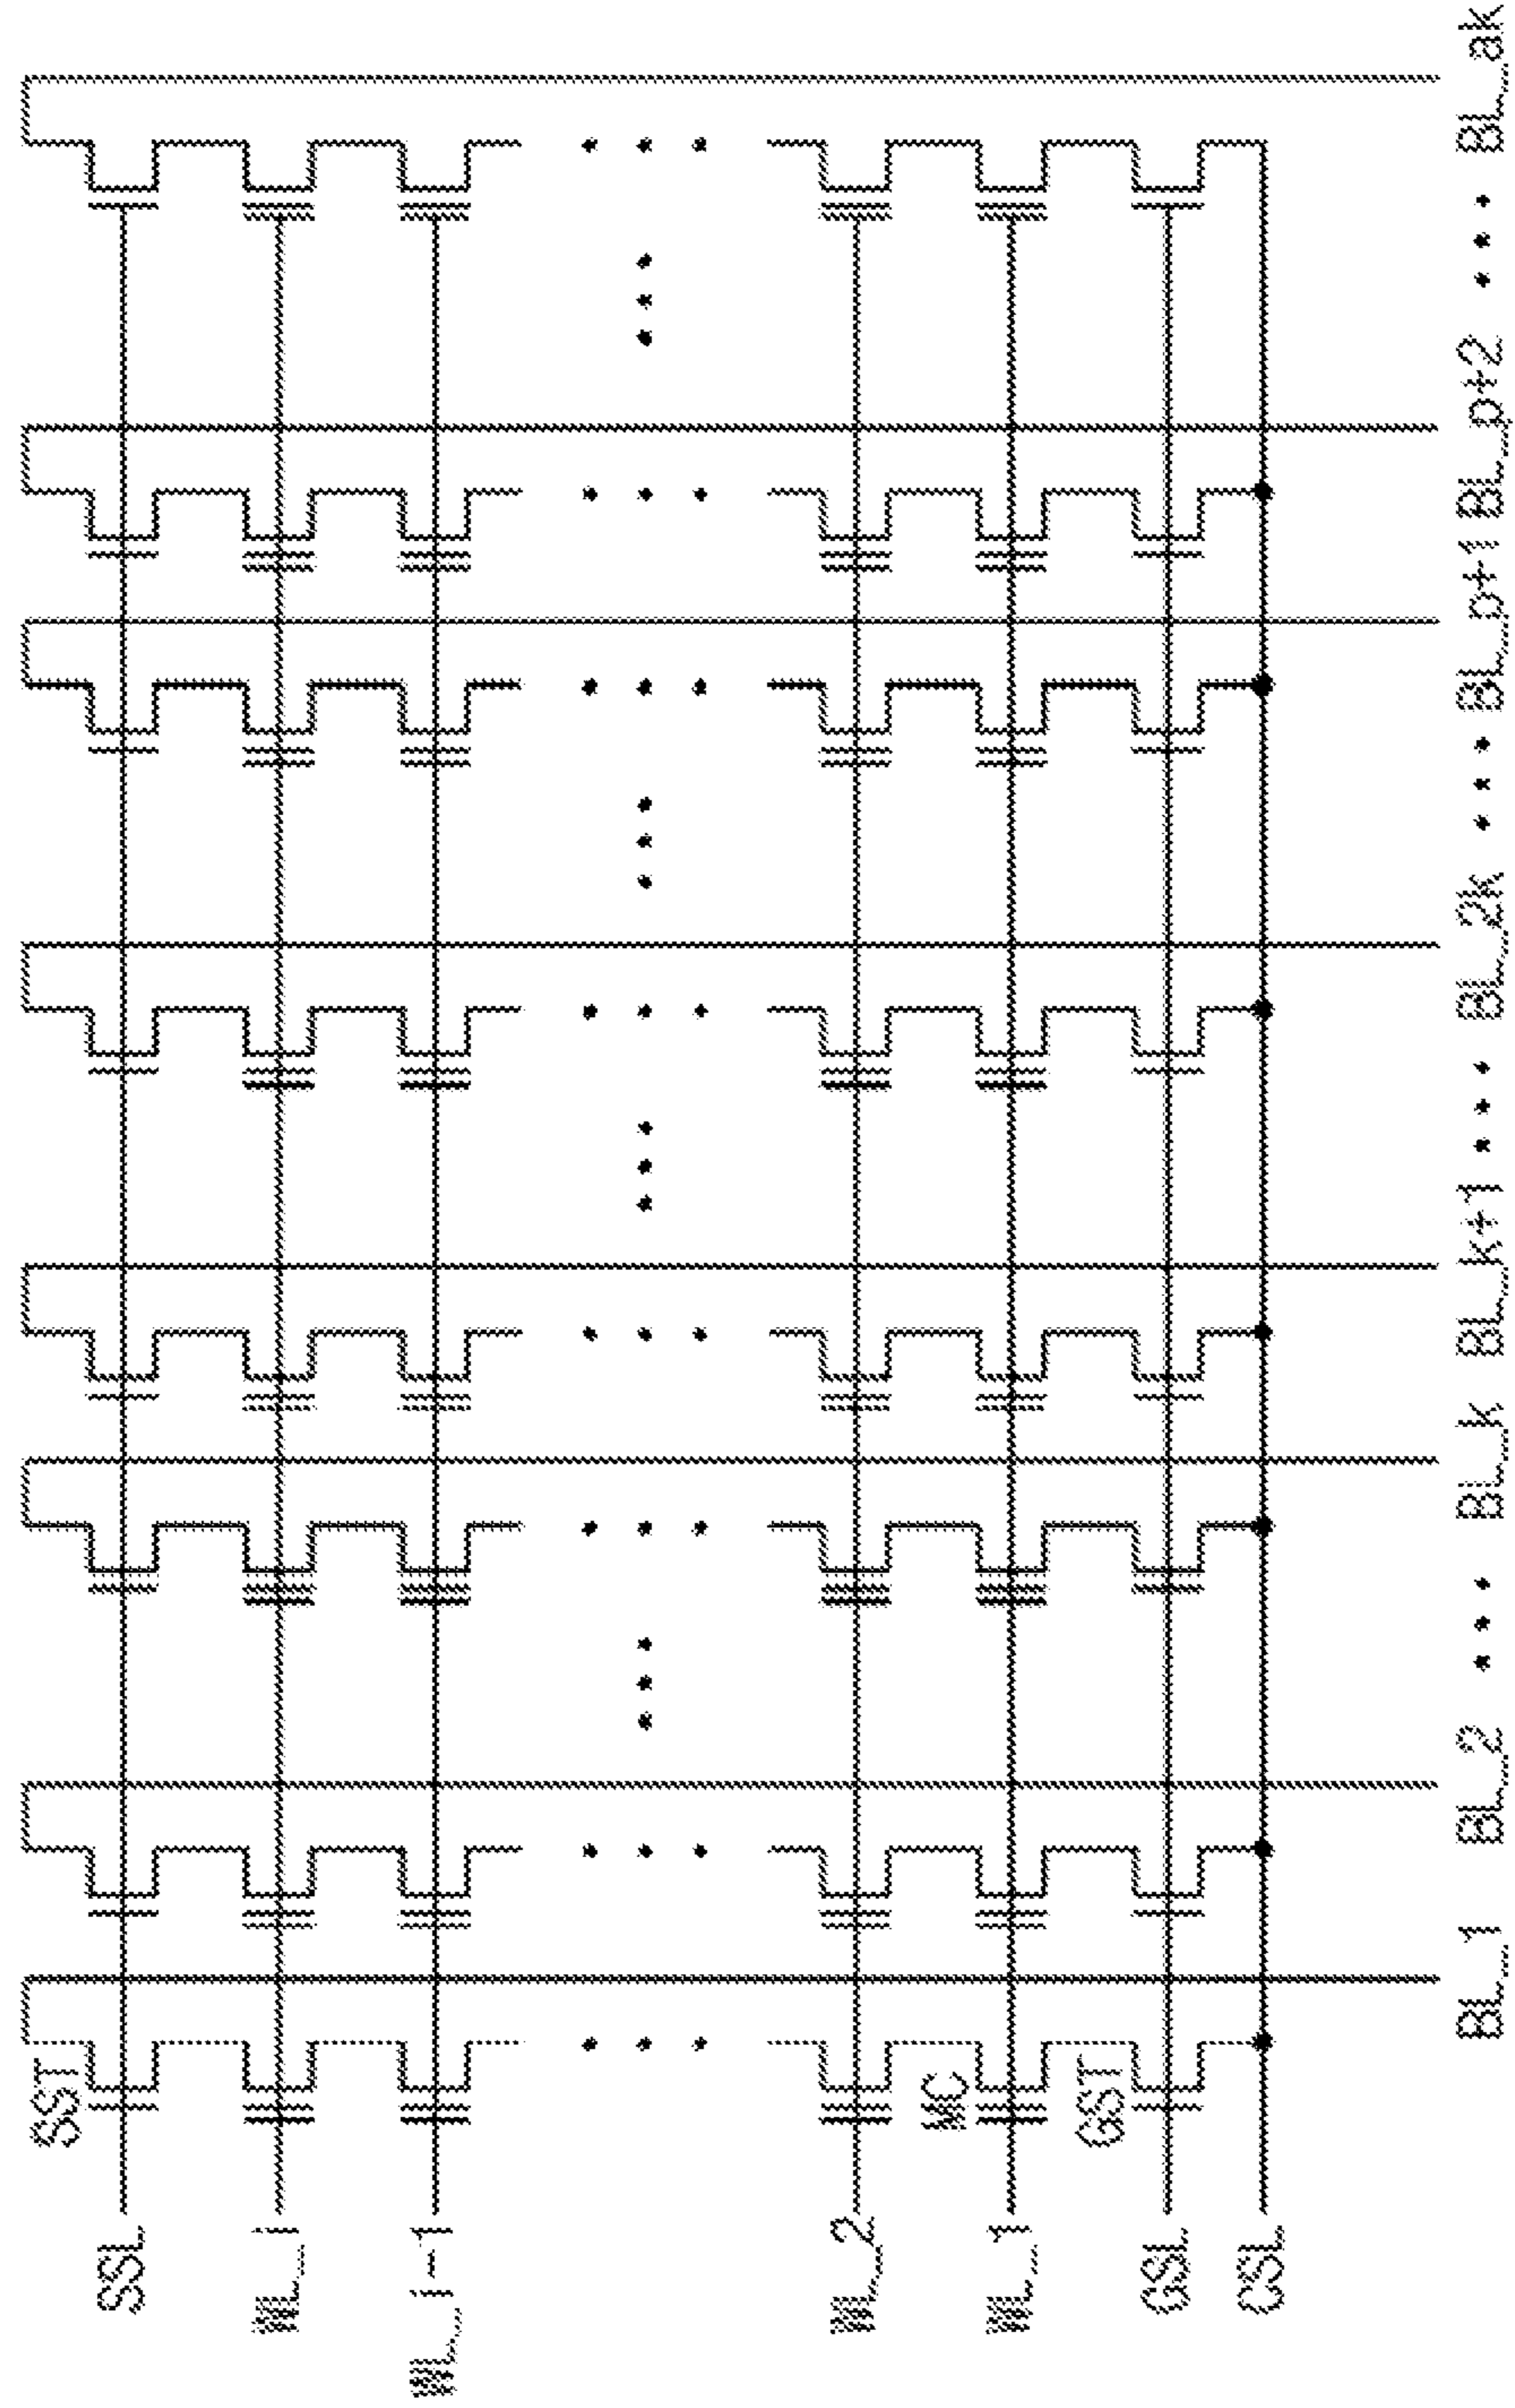 SST
SSL
WL_i
WL_i-1
WL_2
MC
WL_1
GST
GSL
CSL
BL_1 BL_2 ••• BL_k BL_k+1 ••• BL_2k ••• BL_p+1 BL_p+2 ••• BL_ak